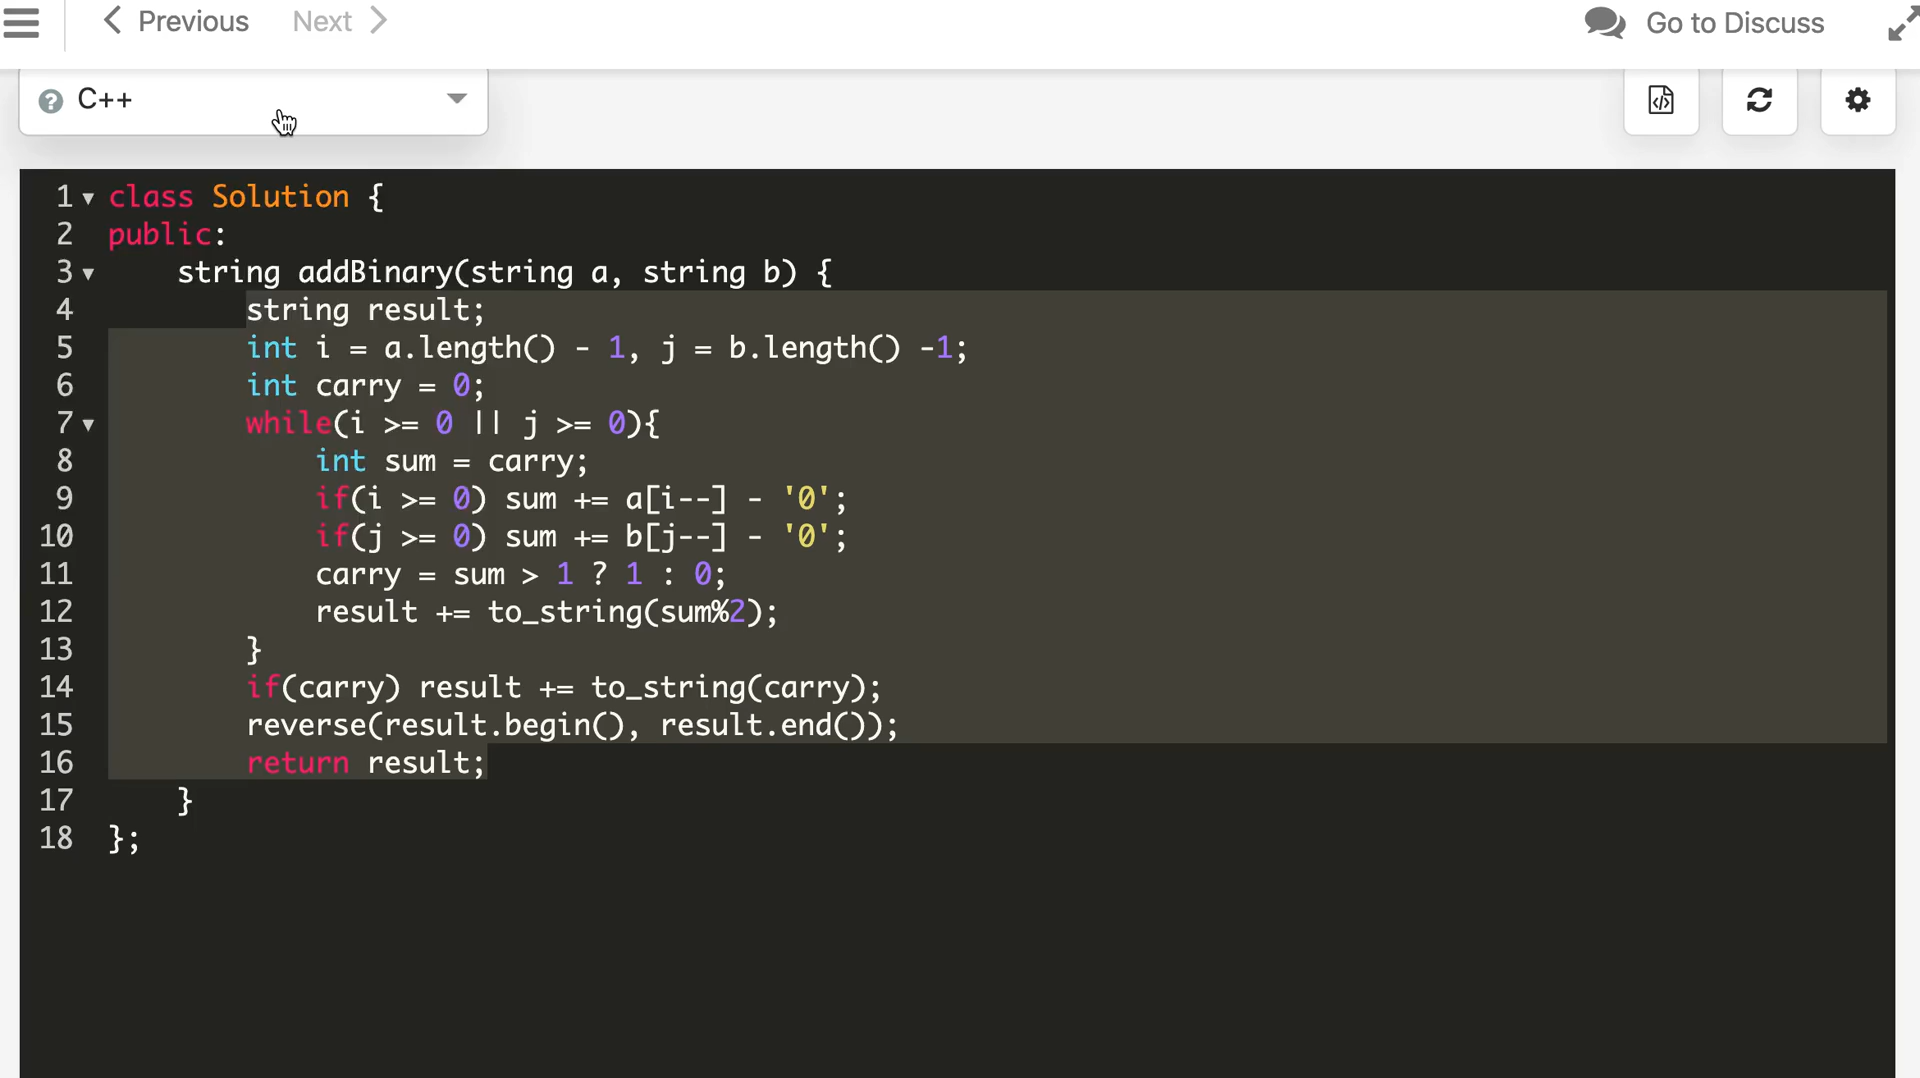 Previous Next Go to Discuss
C++
1 class Solution {
2 public:
3 string addBinary(string a, string b) {
4 string result;
5 int i = a.length() - 1, j = b.length() -1;
6 int carry = 0;
7 while(i >= 0 || j >= 0){
8 int sum = carry;
9 if(i >= 0) sum += a[i--] - '0';
10 if(j >= 0) sum += b[j--] - '0';
11 carry = sum > 1 ? 1 : 0;
12 result += to_string(sum%2);
13 }
14 if(carry) result += to_string(carry);
15 reverse(result.begin(), result.end());
16 return result;
17 }
18 };